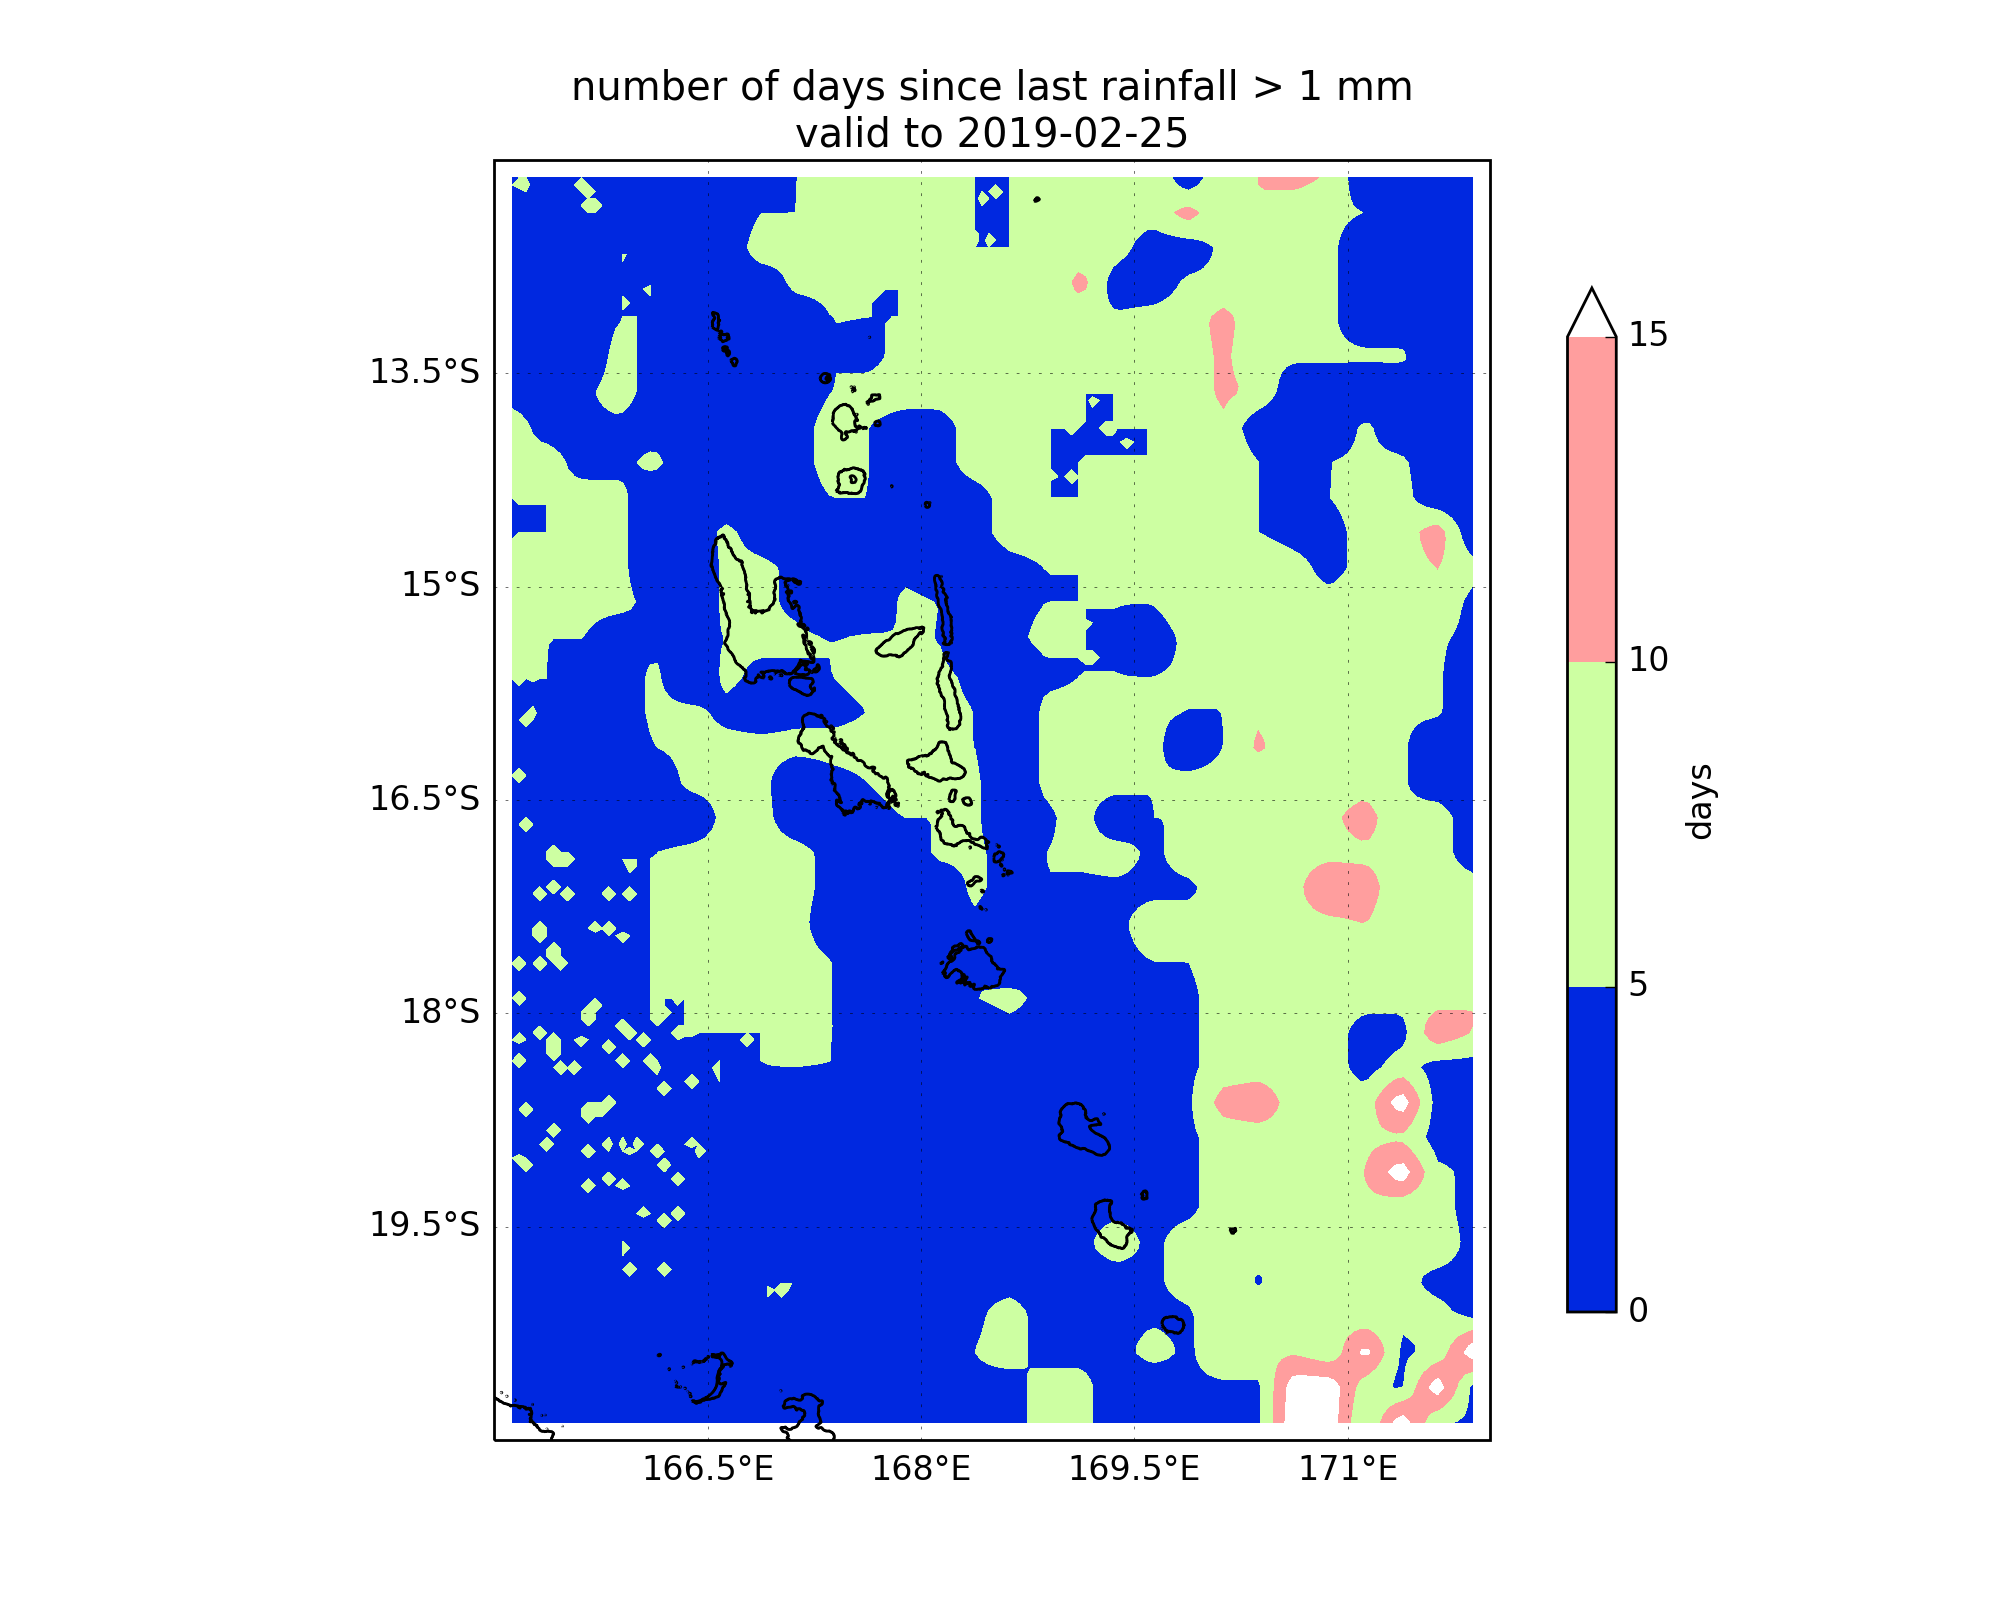 number of days since last rainfall > 1 mm
valid to 2019-02-25
13.5°S
15°S
16.5°S
18°S
19.5°S
166.5°E
168°E
169.5°E
171°E
15
10
5
0
days